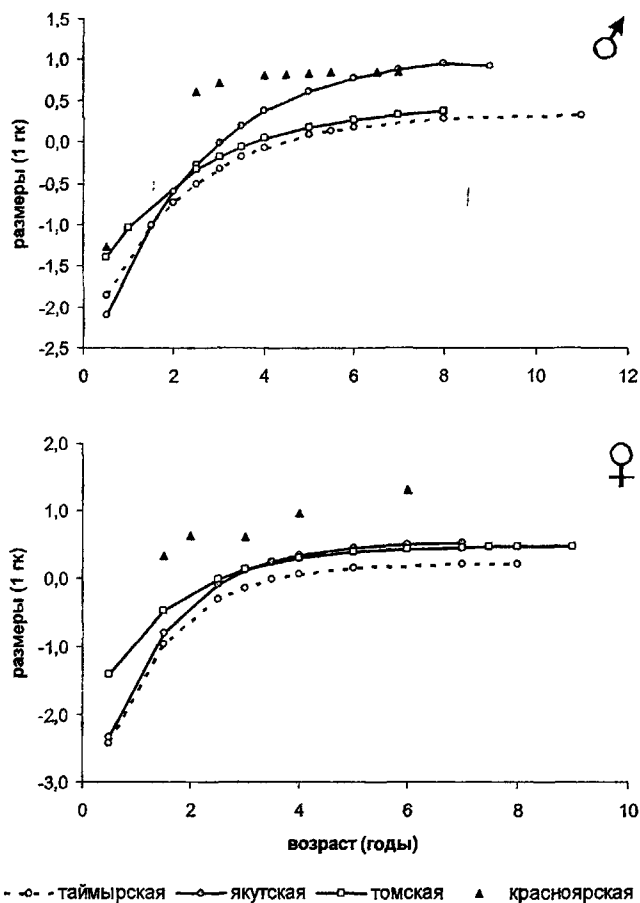 1,5
1,0
0,5
0,0
-0,5
-1,0
-1,5
-2,0
-2,5
размеры (1 гк)
0 2 4 6 8 10 12
♂
2,0
1,0
0,0
-1,0
-2,0
-3,0
размеры (1 гк)
0 2 4 6 8 10
♀
возраст (годы)
таймырская якутская томская красноярская